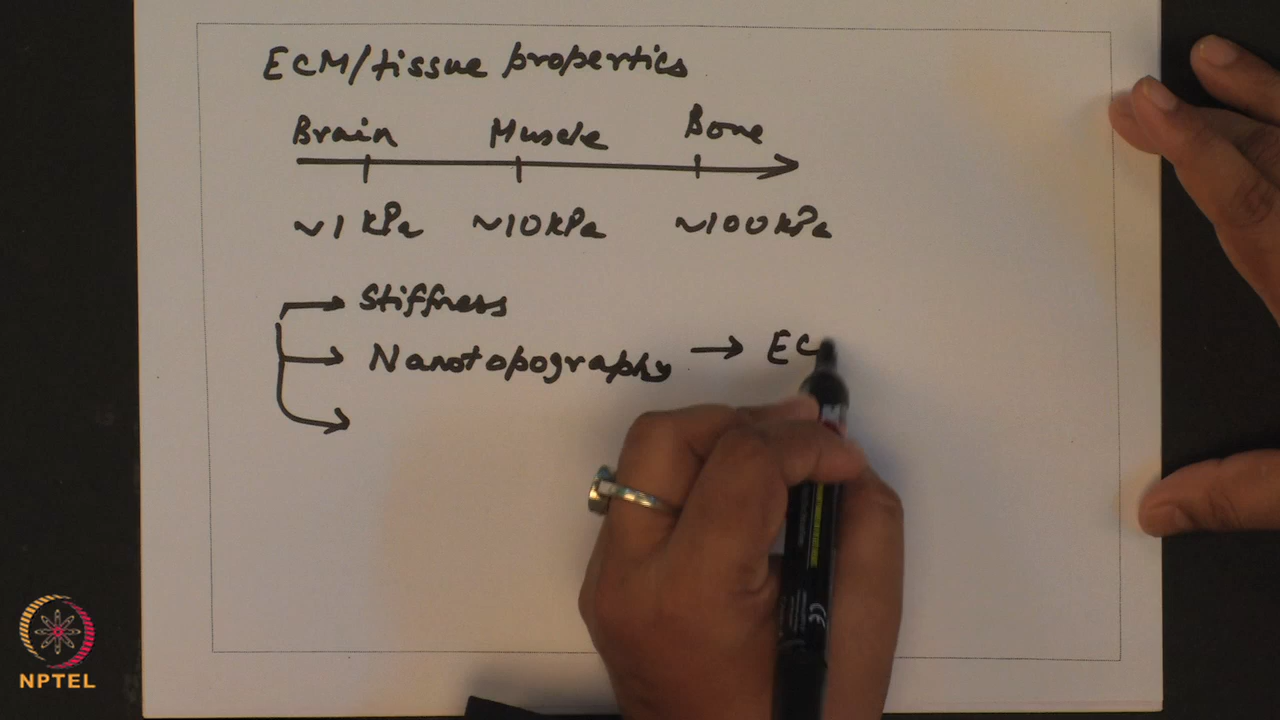 ECM/tissue properties
Brain Muscle Bone
~1 kPa ~10kPa ~100kPa
Stiffness
Nanotopography → EC
NPTEL